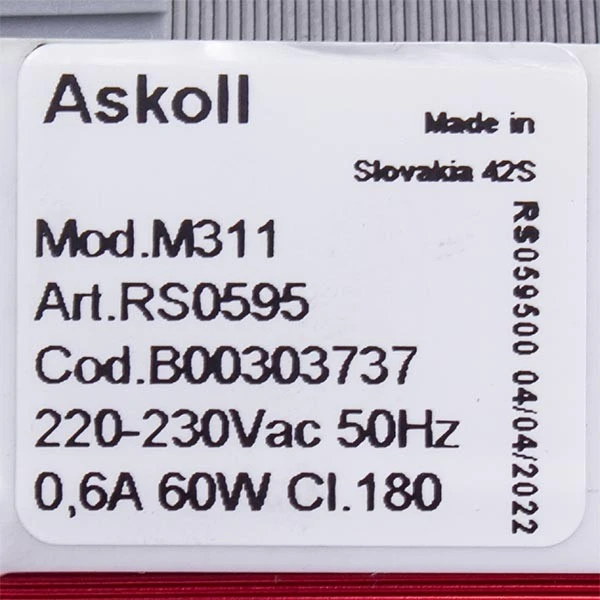 Askoll
Made in
Slovakia 42S
Mod.M311
Art.RS0595
Cod.B00303737
220-230Vac 50Hz
0,6A 60W Cl.180
RS059500 04/04/2022